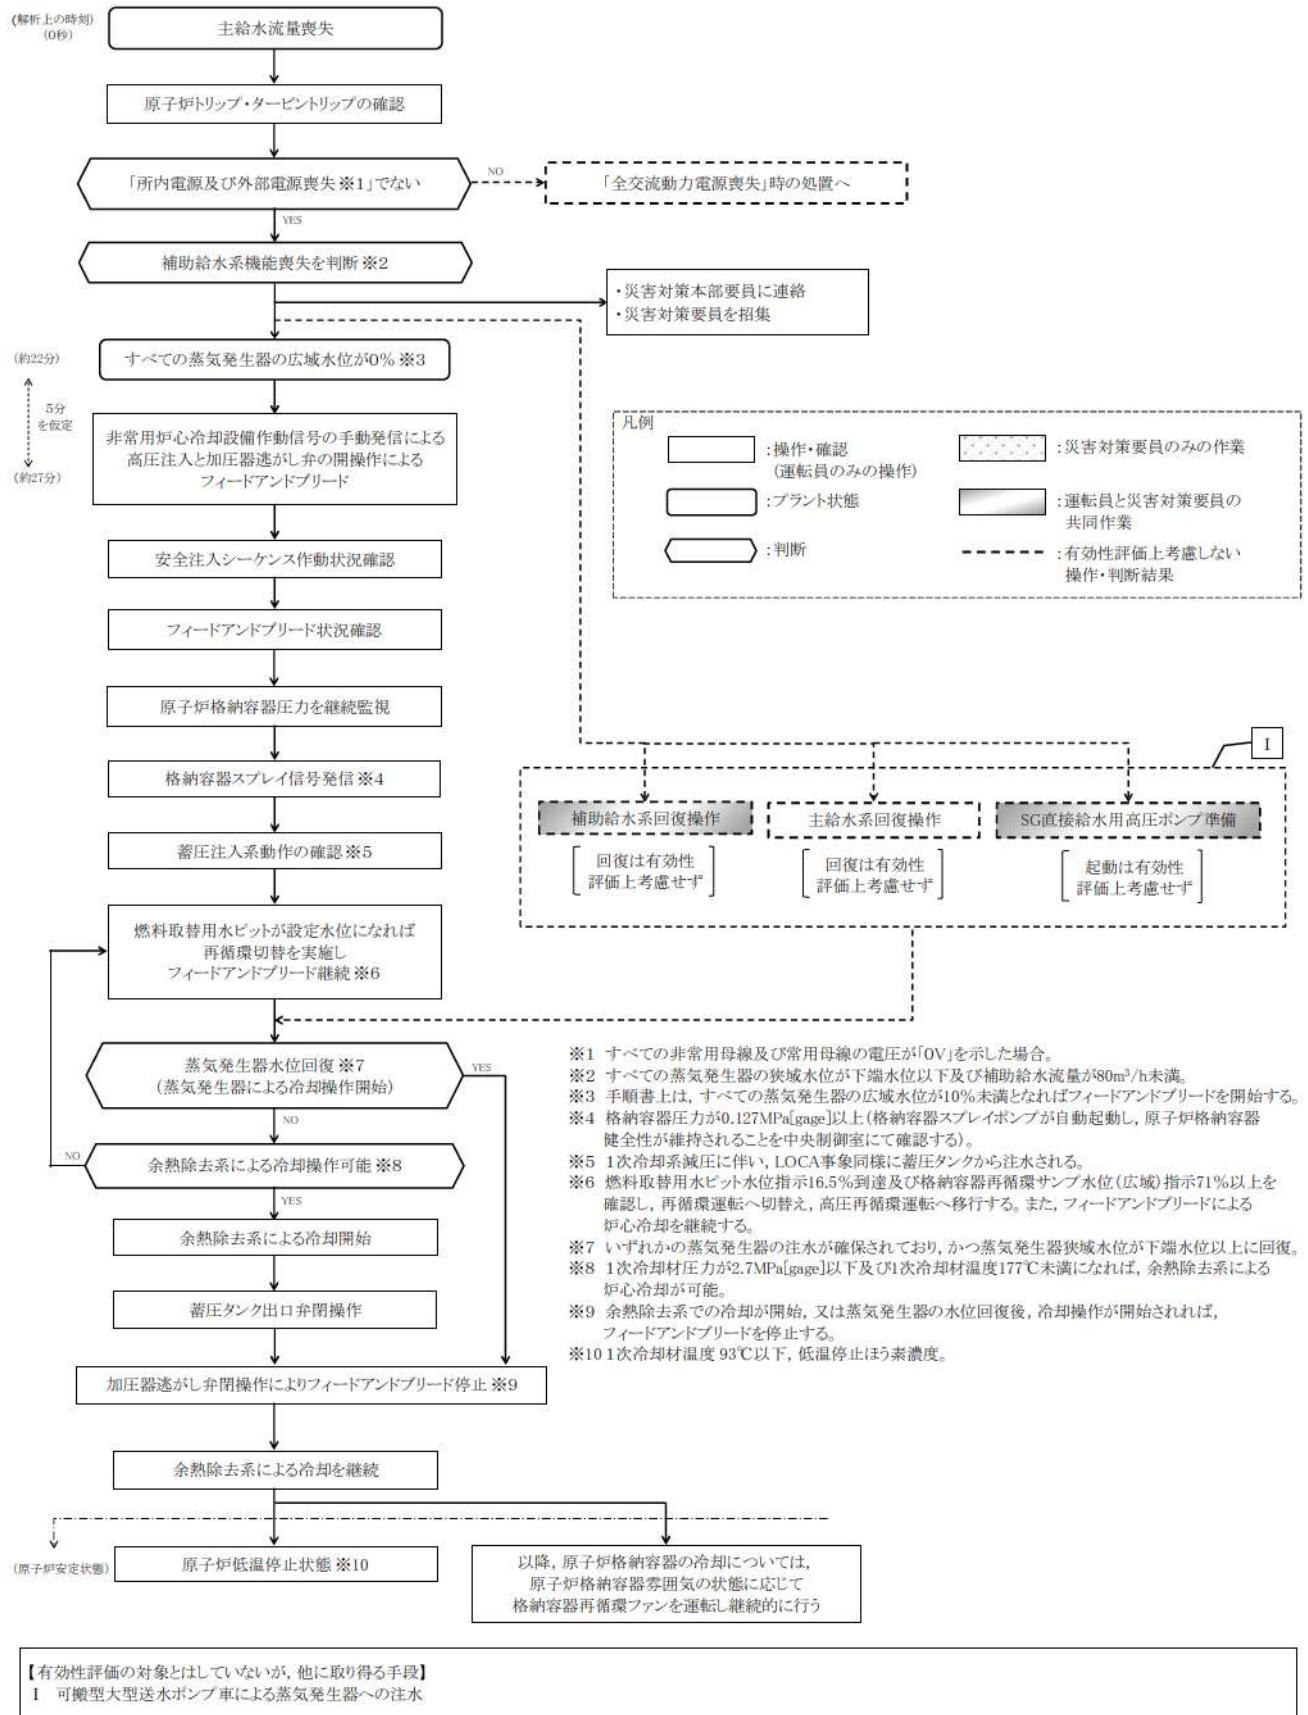 (解析上の時刻)
(0秒)
主給水流量喪失
原子炉トリップ・タービントリップの確認
「所内電源及び外部電源喪失※1」でない
NO
「全交流動力電源喪失」時の処置へ
YES
補助給水系機能喪失を判断※2
・災害対策本部要員に連絡
・災害対策要員を招集
(約22分)
すべての蒸気発生器の広域水位が0%※3
5分
を仮定
(約27分)
非常用炉心冷却設備作動信号の手動発信による
高圧注入と加圧器逃がし弁の開操作による
フィードアンドブリード
凡例
:操作・確認
(運転員のみの操作)
:災害対策要員のみの作業
:プラント状態
:運転員と災害対策要員の
共同作業
:判断
:有効性評価上考慮しない
操作・判断結果
安全注入シーケンス作動状況確認
フィードアンドブリード状況確認
原子炉格納容器圧力を継続監視
I
格納容器スプレイ信号発信※4
補助給水系回復操作
主給水系回復操作
SG直接給水用高圧ポンプ準備
蓄圧注入系動作の確認※5
回復は有効性
評価上考慮せず
回復は有効性
評価上考慮せず
起動は有効性
評価上考慮せず
燃料取替用水ピットが設定水位になれば
再循環切替を実施し
フィードアンドブリード継続※6
蒸気発生器水位回復※7
(蒸気発生器による冷却操作開始)
YES
NO
余熱除去系による冷却操作可能※8
NO
YES
余熱除去系による冷却開始
蓄圧タンク出口弁閉操作
加圧器逃がし弁閉操作によりフィードアンドブリード停止※9
余熱除去系による冷却を継続
※1 すべての非常用母線及び常用母線の電圧が「0V」を示した場合。
※2 すべての蒸気発生器の狭域水位が下端水位以下及び補助給水流量が80m³/h未満。
※3 手順書上は,すべての蒸気発生器の広域水位が10%未満となればフィードアンドブリードを開始する。
※4 格納容器圧力が0.127MPa[gage]以上(格納容器スプレイポンプが自動起動し,原子炉格納容器
健全性が維持されることを中央制御室にて確認する)。
※5 1次冷却系減圧に伴い,LOCA事象同様に蓄圧タンクから注水される。
※6 燃料取替用水ピット水位指示16.5%到達及び格納容器再循環サンプ水位(広域)指示71%以上を
確認し,再循環運転へ切替え,高圧再循環運転へ移行する。また,フィードアンドブリードによる
炉心冷却を継続する。
※7 いずれかの蒸気発生器の注水が確保されており,かつ蒸気発生器狭域水位が下端水位以上に回復。
※8 1次冷却材圧力が2.7MPa[gage]以下及び1次冷却材温度177℃未満になれば,余熱除去系による
炉心冷却が可能。
※9 余熱除去系での冷却が開始,又は蒸気発生器の水位回復後,冷却操作が開始されれば,
フィードアンドブリードを停止する。
※10 1次冷却材温度 93℃以下,低温停止ほう素濃度。
(原子炉安定状態)
原子炉低温停止状態※10
以降,原子炉格納容器の冷却については,
原子炉格納容器雰囲気の状態に応じて
格納容器再循環ファンを運転し継続的に行う
【有効性評価の対象とはしていないが,他に取り得る手段】
I 可搬型大型送水ポンプ車による蒸気発生器への注水